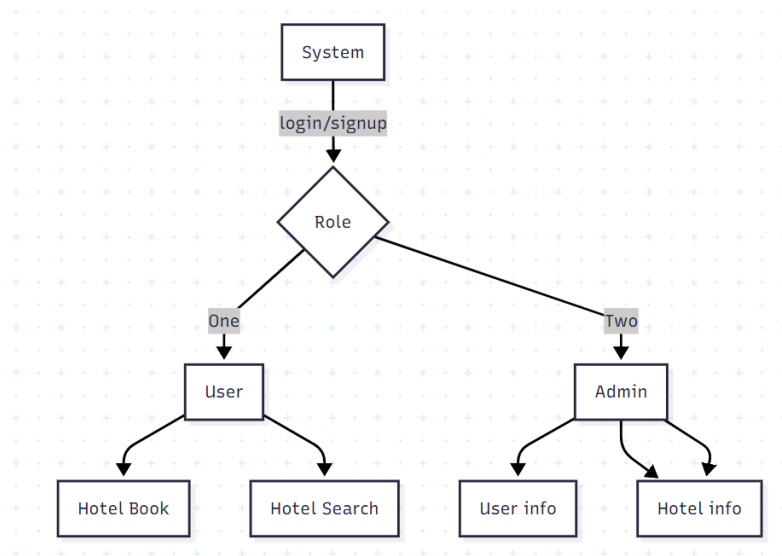 System
login/signup
Role
One
Two
User
Admin
Hotel Book
Hotel Search
User info
Hotel info